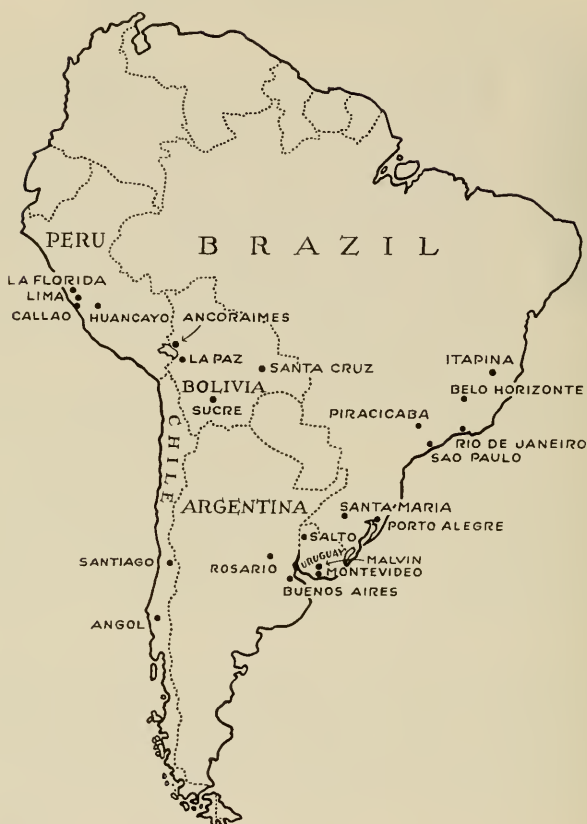 PERU
BRAZIL
LA FLORIDA
LIMA
CALLAO
HUANCAYO
ANCORAIMES
LA PAZ
SANTA CRUZ
BOLIVIA
SUCRE
ITAPINA
BELO HORIZONTE
PIRACICABA
RIO DE JANEIRO
SAO PAULO
CHILE
ARGENTINA
SANTA MARIA
PORTO ALEGRE
SALTO
URUGUAY
MALVIN
MONTEVIDEO
SANTIAGO
ROSARIO
BUENOS AIRES
ANGOL